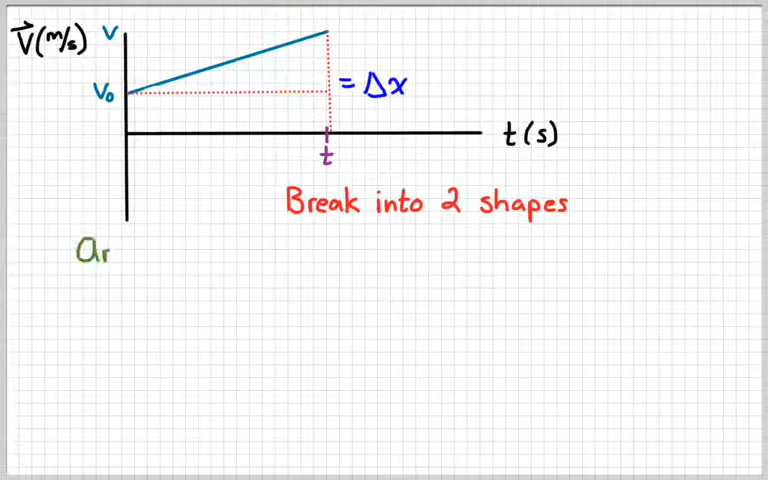 V⃗(m/s) V
V₀
= Δx
t(s)
t
Break into 2 shapes
Ar